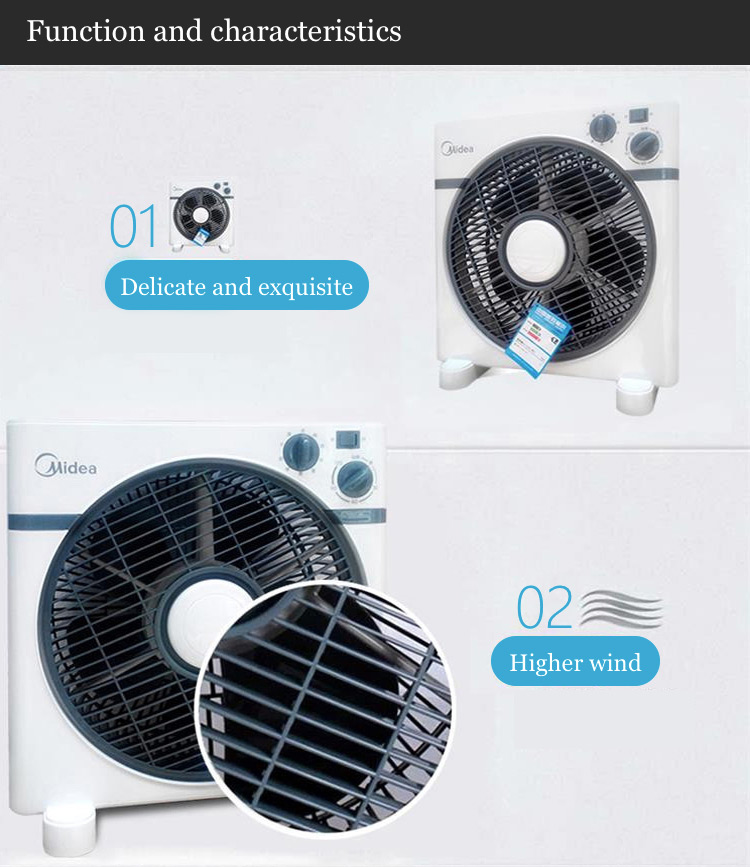 Function and characteristics
Midea
01
Delicate and exquisite
Midea
02
Higher wind